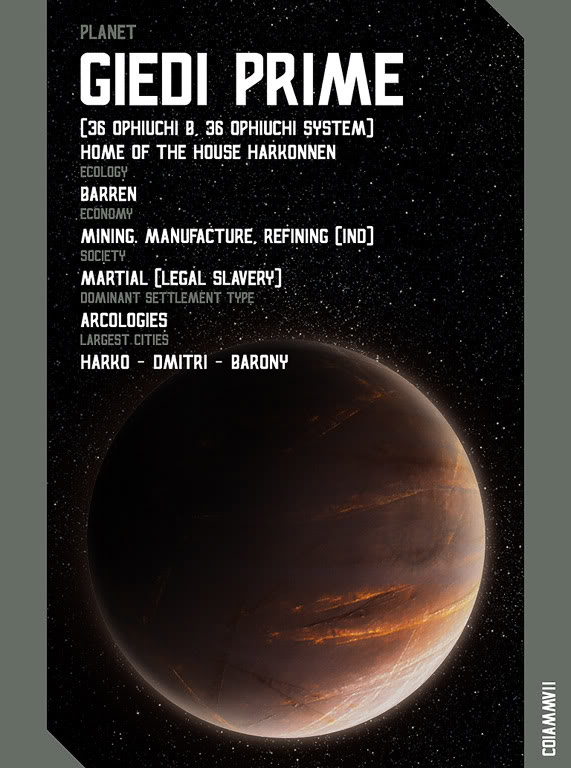 PLANET
GIEDI PRIME
[36 OPHIUCHI B, 36 OPHIUCHI SYSTEM]
HOME OF THE HOUSE HARKONNEN
ECOLOGY
BARREN
ECONOMY
MINING. MANUFACTURE, REFINING [IND]
SOCIETY
MARTIAL [LEGAL SLAVERY]
DOMINANT SETTLEMENT TYPE
ARCOLOGIES
LARGEST CITIES
HARKO - DMITRI - BARONY
COIAMMVII